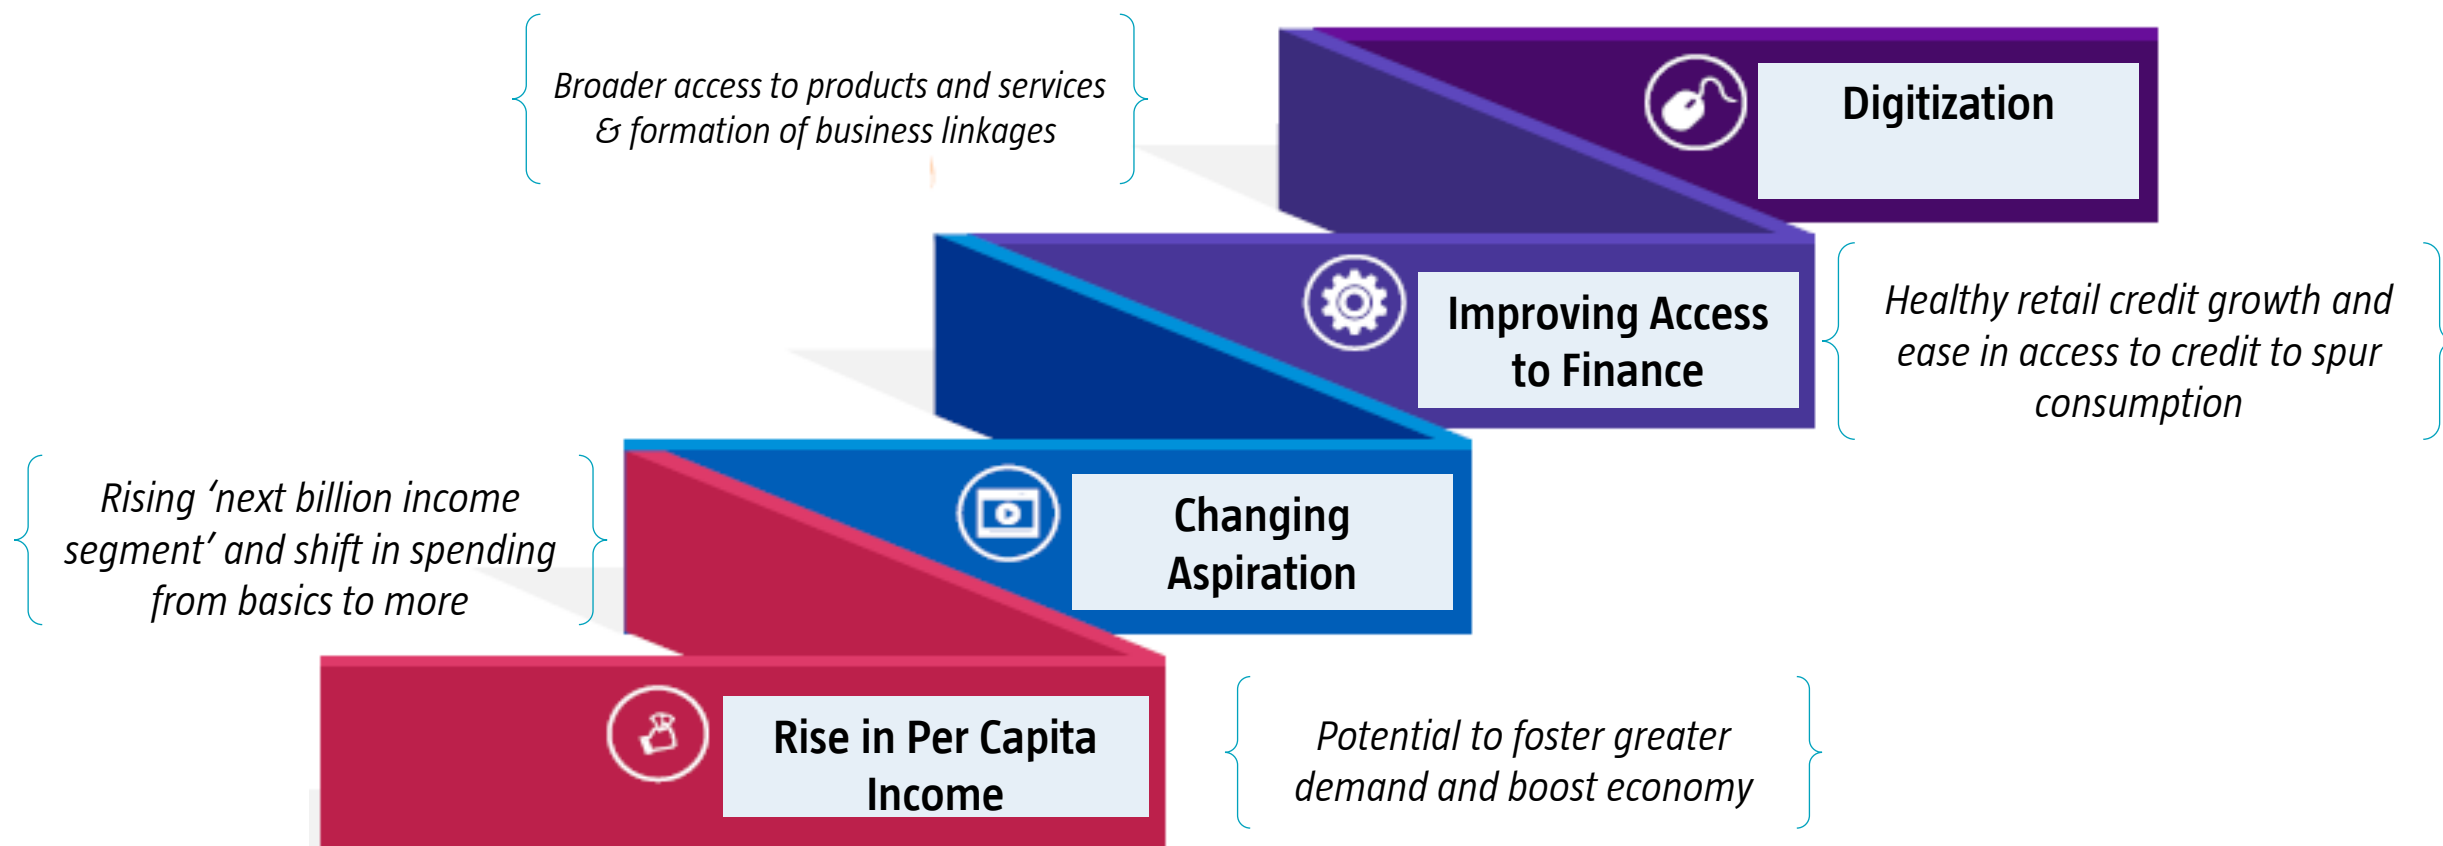 Broader access to products and services
& formation of business linkages
Digitization
Improving Access
to Finance
Healthy retail credit growth and
ease in access to credit to spur
consumption
Rising ‘next billion income
segment’ and shift in spending
from basics to more
Changing
Aspiration
Rise in Per Capita
Income
Potential to foster greater
demand and boost economy